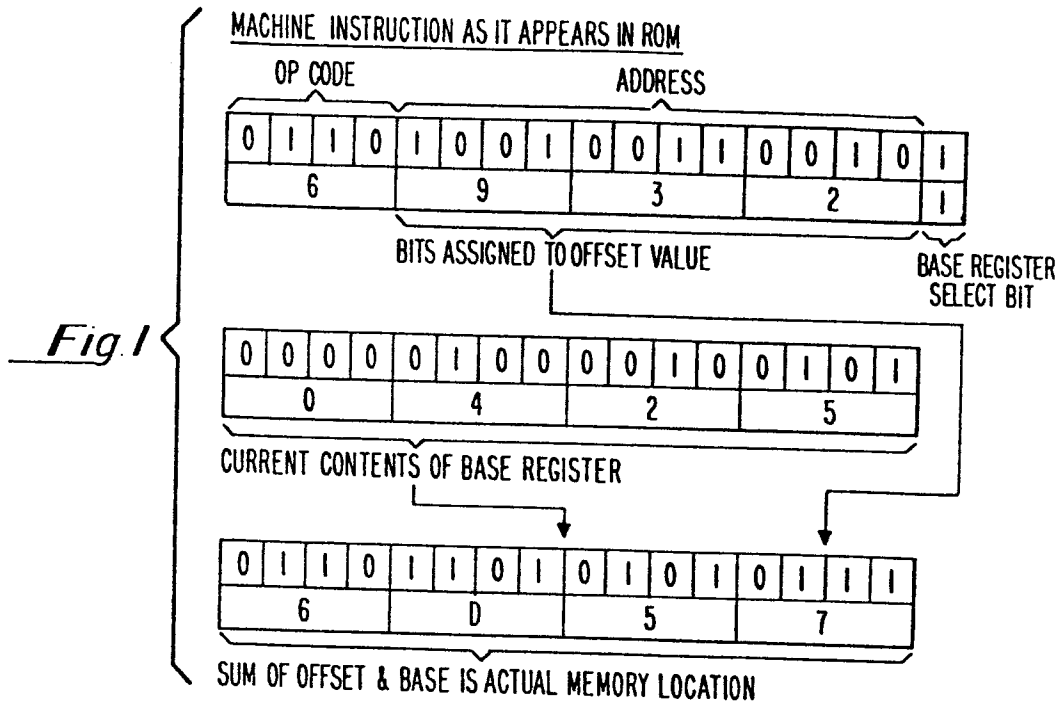 MACHINE INSTRUCTION AS IT APPEARS IN ROM
OP CODE ADDRESS
0 1 1 0 1 0 0 1 0 0 1 1 0 0 1 0 1
6 9 3 2 1
BITS ASSIGNED TO OFFSET VALUE
BASE REGISTER
SELECT BIT
Fig. 1
0 0 0 0 0 1 0 0 0 0 1 0 0 1 0 1
0 4 2 5
CURRENT CONTENTS OF BASE REGISTER
0 1 1 0 1 1 0 1 0 1 0 1 0 1 1 1
6 D 5 7
SUM OF OFFSET & BASE IS ACTUAL MEMORY LOCATION